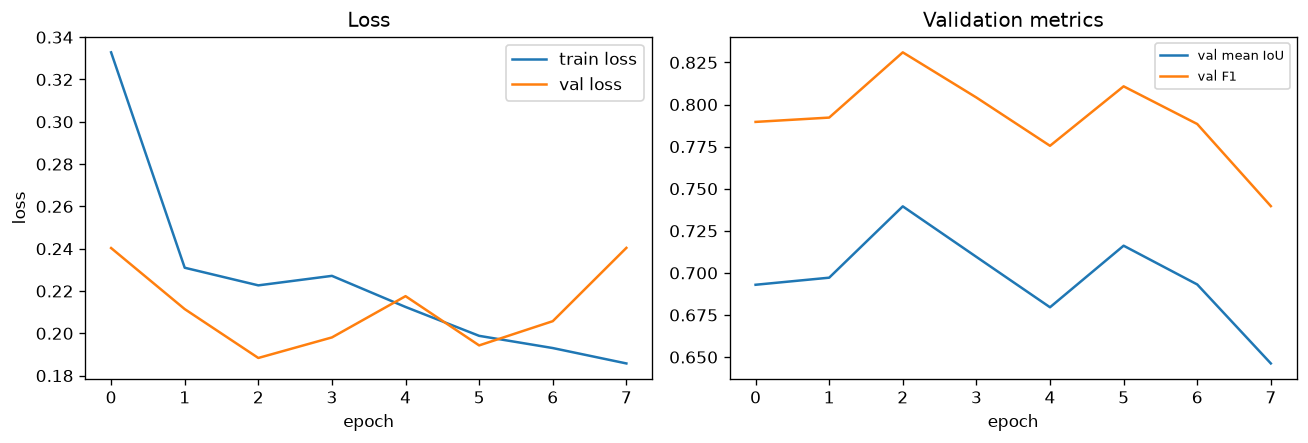 Loss
0.34
0.32
0.30
0.28
0.26
0.24
0.22
0.20
0.18
loss
train loss
val loss
0 1 2 3 4 5 6 7
epoch
Validation metrics
0.825
0.800
0.775
0.750
0.725
0.700
0.675
0.650
val mean IoU
val F1
0 1 2 3 4 5 6 7
epoch